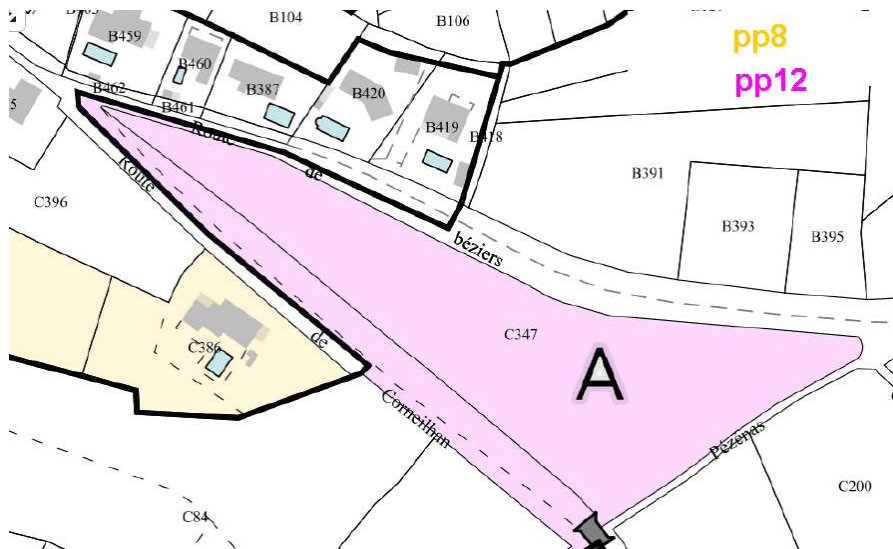 B104
B106
pp8
B459
B460
pp12
B387
B462
B420
B461
B419
B418
Route
de
B391
Route
C396
B393
B395
béziers
C347
C386
de
A
Corneilhan
Pézenas
C200
C84